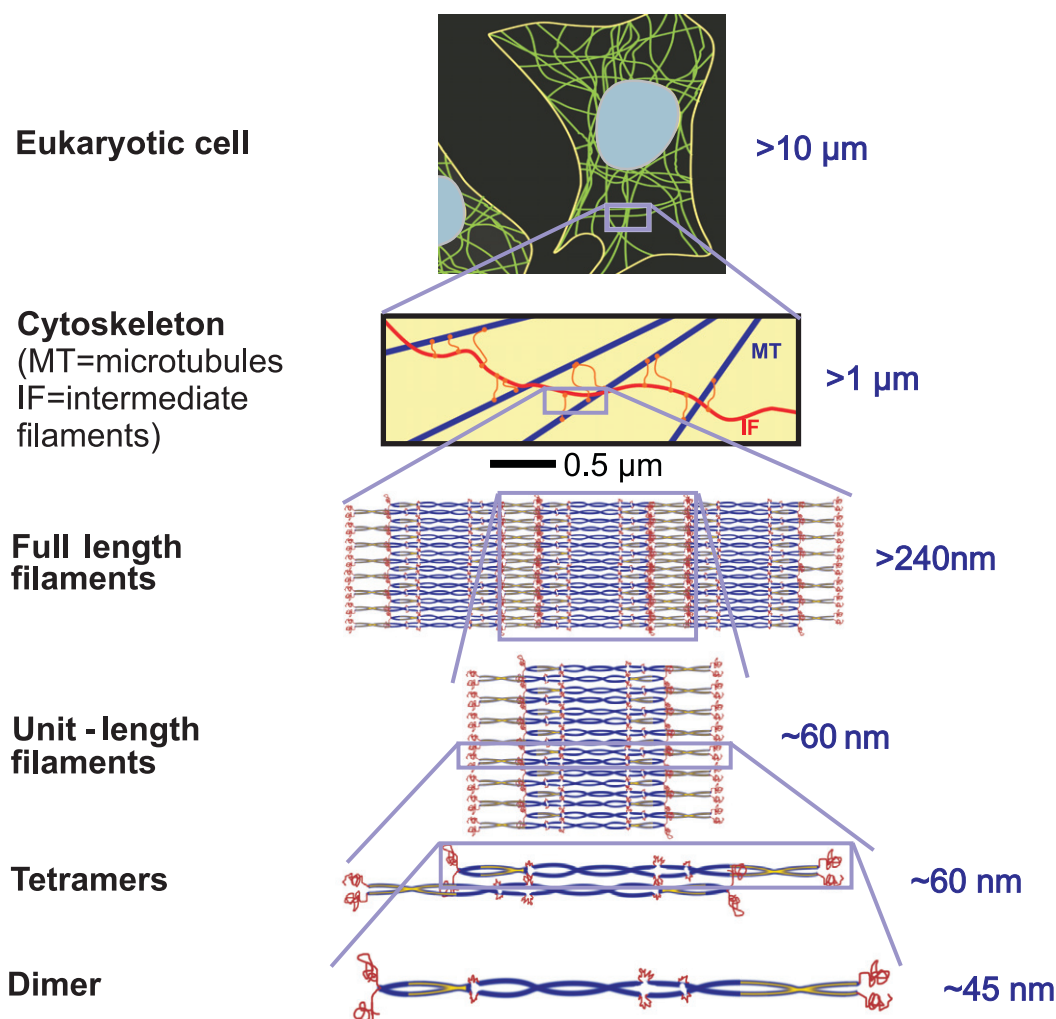 Eukaryotic cell
>10 µm
Cytoskeleton
(MT=microtubules
IF=intermediate
filaments)
MT
IF
>1 µm
0.5 µm
Full length
filaments
>240nm
Unit - length
filaments
~60 nm
Tetramers
~60 nm
Dimer
~45 nm